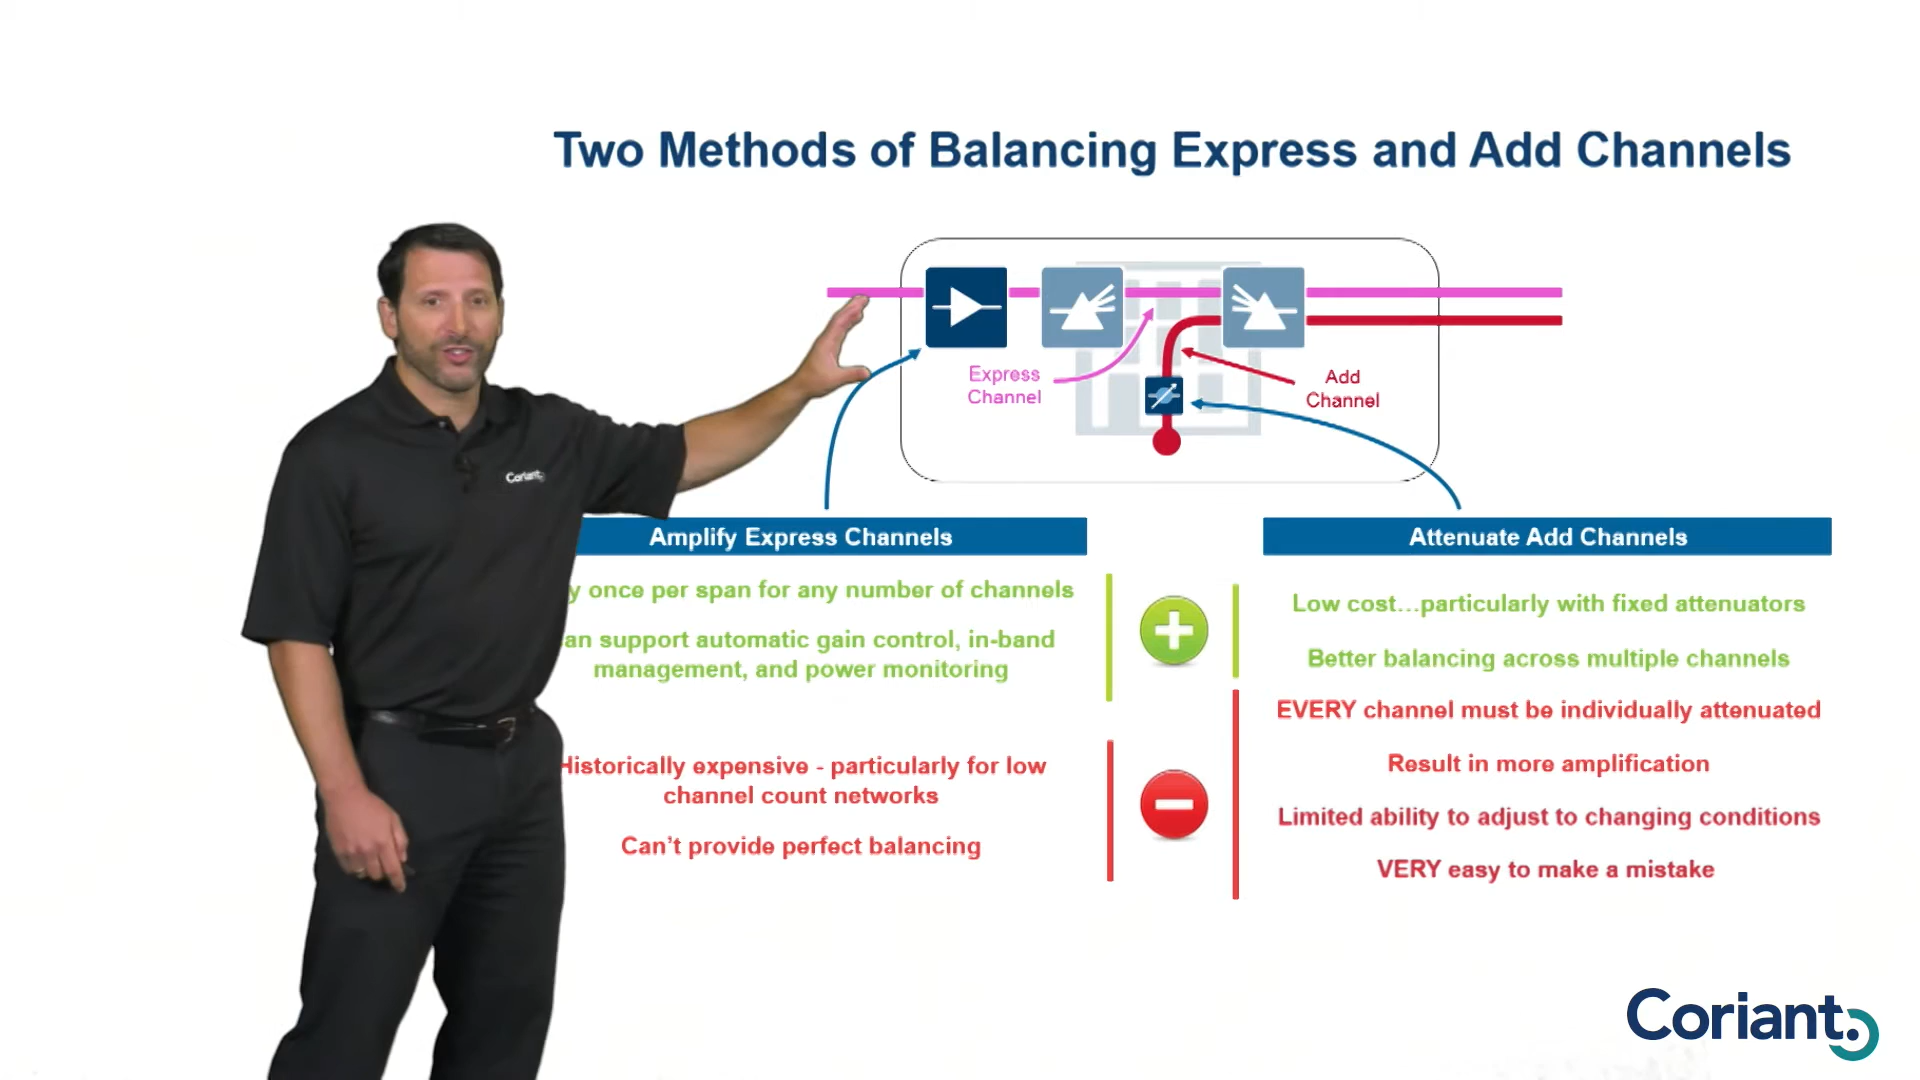 Two Methods of Balancing Express and Add Channels
Express
Channel
Add
Channel
Coriant
Amplify Express Channels
once per span for any number of channels
support automatic gain control, in-band
management, and power monitoring
Historically expensive - particularly for low
channel count networks
Can't provide perfect balancing
Attenuate Add Channels
Low cost...particularly with fixed attenuators
Better balancing across multiple channels
EVERY channel must be individually attenuated
Result in more amplification
Limited ability to adjust to changing conditions
VERY easy to make a mistake
Coriant